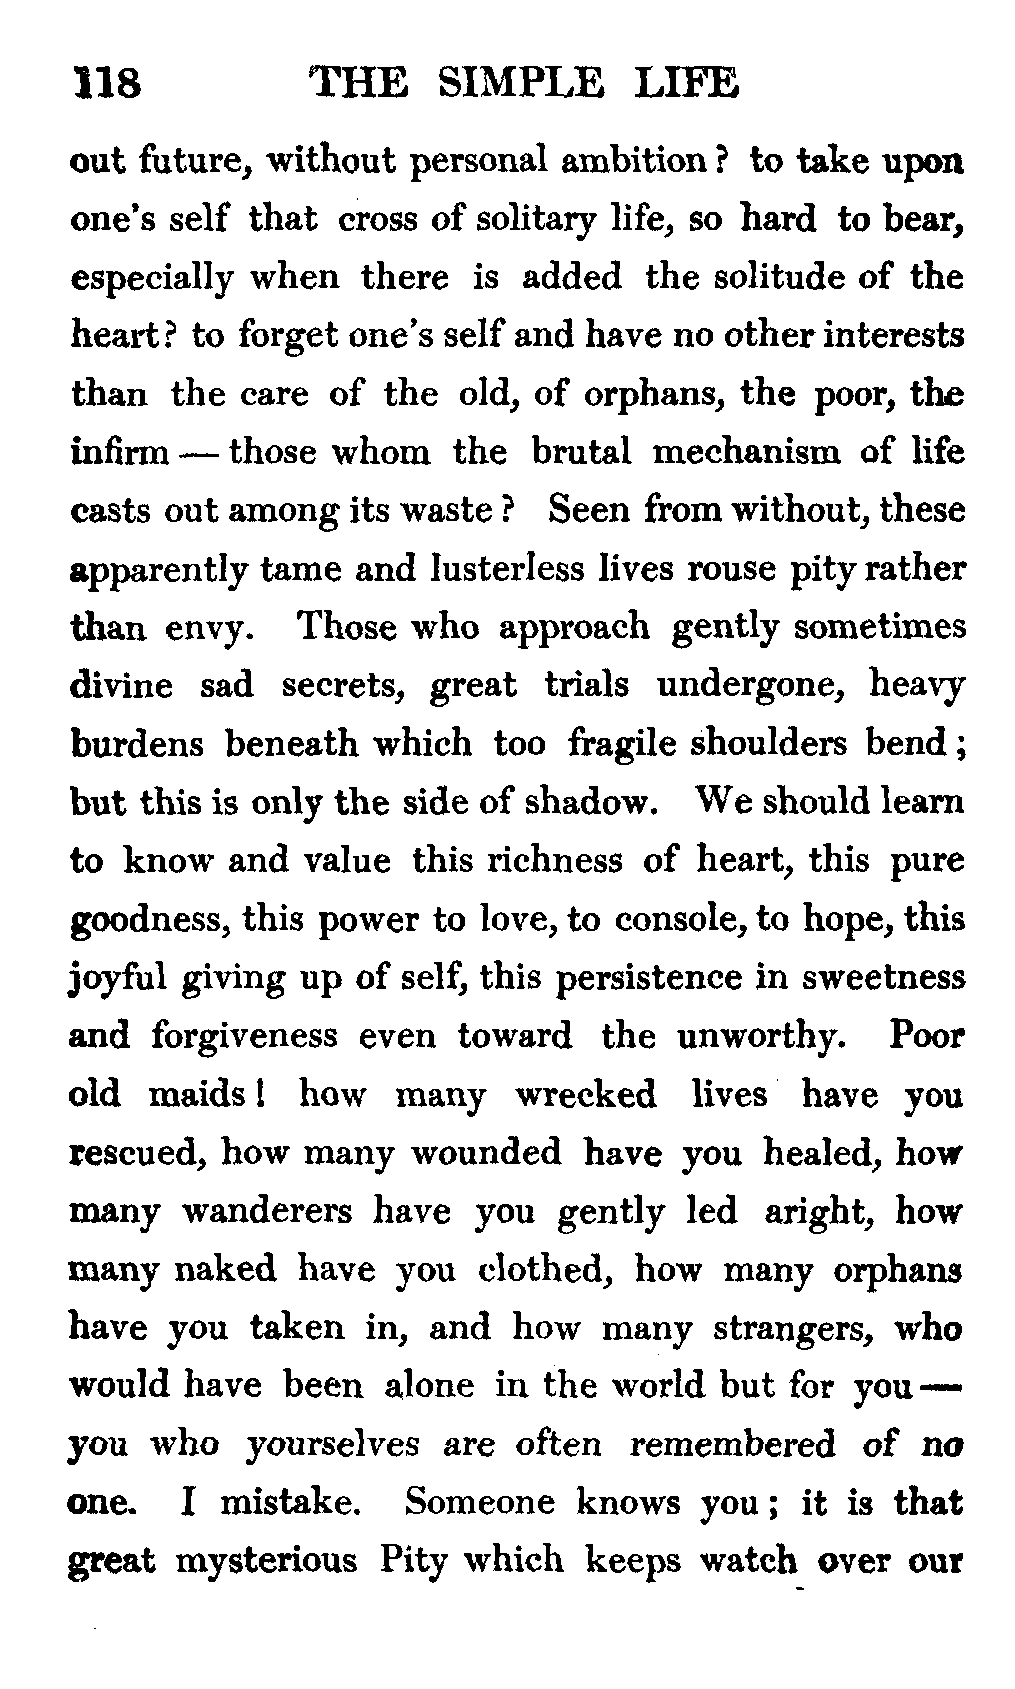 118 THE SIMPLE LIFE
out future, without personal ambition? to take upon
one's self that cross of solitary life, so hard to bear,
especially when there is added the solitude of the
heart? to forget one's self and have no other interests
than the care of the old, of orphans, the poor, the
infirm — those whom the brutal mechanism of life
casts out among its waste? Seen from without, these
apparently tame and lusterless lives rouse pity rather
than envy. Those who approach gently sometimes
divine sad secrets, great trials undergone, heavy
burdens beneath which too fragile shoulders bend;
but this is only the side of shadow. We should learn
to know and value this richness of heart, this pure
goodness, this power to love, to console, to hope, this
joyful giving up of self, this persistence in sweetness
and forgiveness even toward the unworthy. Poor
old maids! how many wrecked lives have you
rescued, how many wounded have you healed, how
many wanderers have you gently led aright, how
many naked have you clothed, how many orphans
have you taken in, and how many strangers, who
would have been alone in the world but for you —
you who yourselves are often remembered of no
one. I mistake. Someone knows you; it is that
great mysterious Pity which keeps watch over our